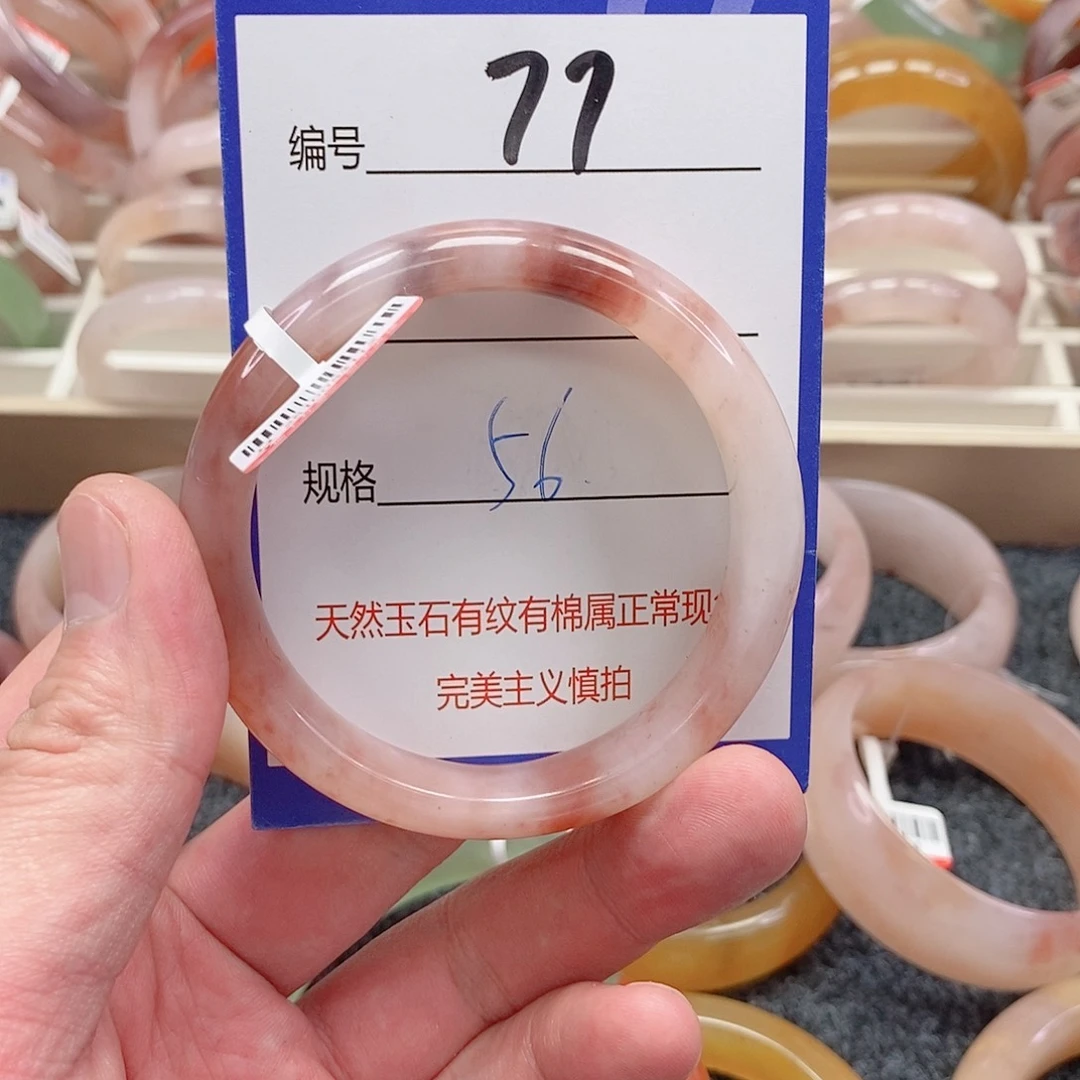 编号 77
规格 56
天然玉石有纹有棉属正常现
完美主义慎拍